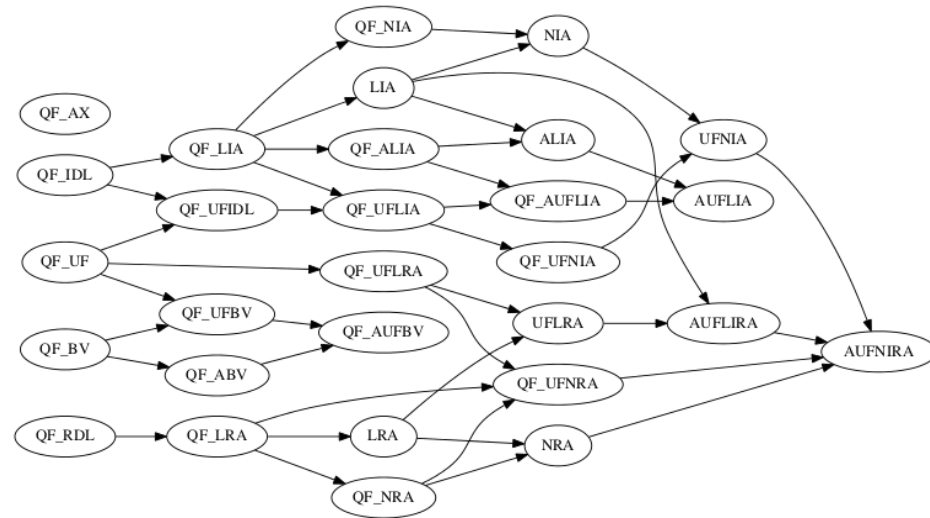 QF_NIA
NIA
LIA
QF_AX
UFNIA
ALIA
QF_LIA
QF_ALIA
QF_IDL
AUFLIA
QF_AUFLIA
QF_UFIDL
QF_UFLIA
QF_UF
QF_UFNIA
QF_UFLRA
QF_UFBV
UFLRA
AUFLIRA
QF_AUFBV
QF_BV
AUFNIRA
QF_ABV
QF_UFNRA
QF_RDL
QF_LRA
LRA
NRA
QF_NRA